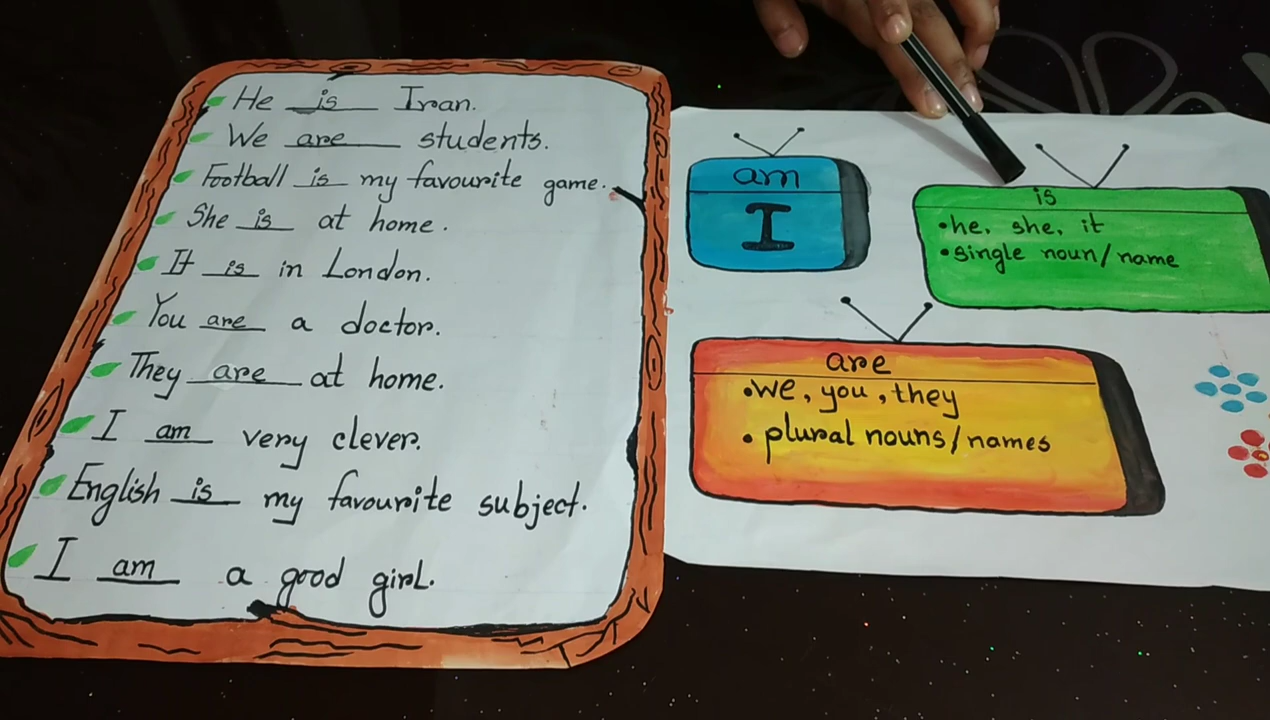 He is Iran.
We are students.
Football is my favourite game.
She is at home.
It is in London.
You are a doctor.
They are at home.
I am very clever.
English is my favourite subject.
I am a good girl.
am
I
is
•he, she, it
•single noun/name
are
•we, you, they
• plural nouns/names